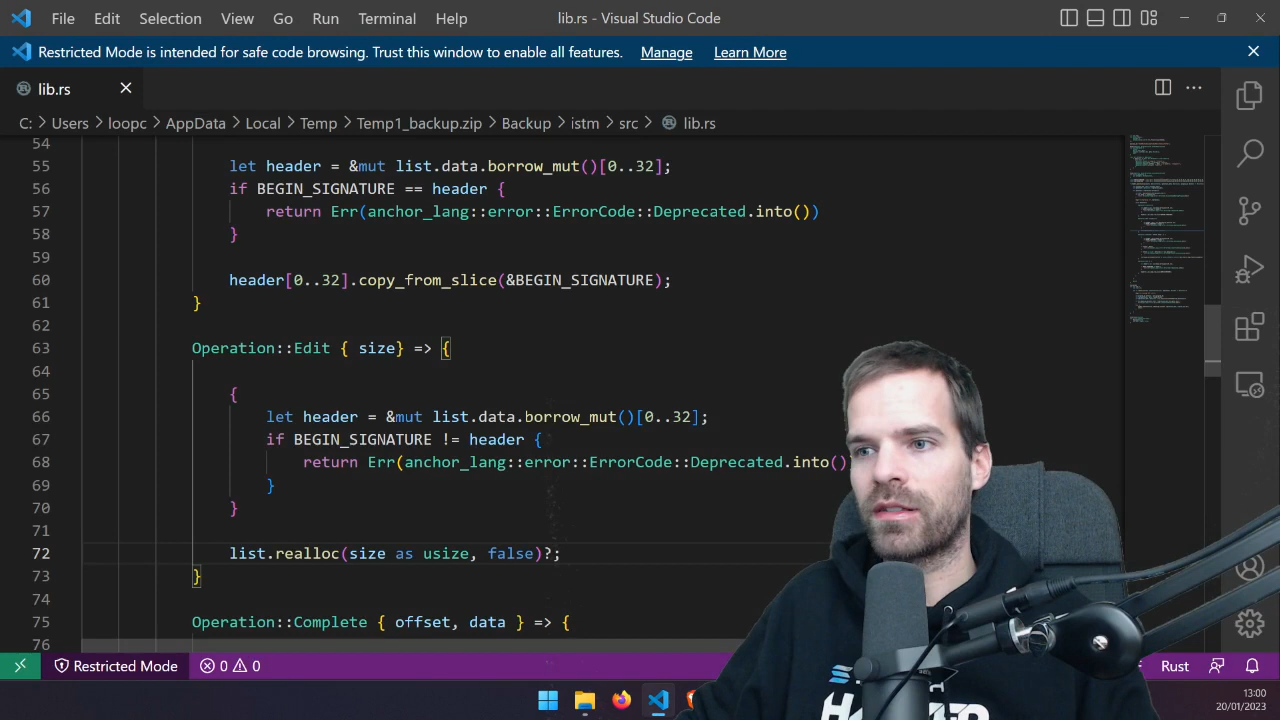 File Edit Selection View Go Run Terminal Help lib.rs - Visual Studio Code
Restricted Mode is intended for safe code browsing. Trust this window to enable all features. Manage Learn More
lib.rs
C: > Users > loopc > AppData > Local > Temp > Temp1_backup.zip > Backup > istm > src > lib.rs
54
55 let header = &mut list.data.borrow_mut()[0..32];
56 if BEGIN_SIGNATURE == header {
57 return Err(anchor_lang::error::ErrorCode::Deprecated.into())
58 }
59
60 header[0..32].copy_from_slice(&BEGIN_SIGNATURE);
61 }
62
63 Operation::Edit { size} => {
64
65 {
66 let header = &mut list.data.borrow_mut()[0..32];
67 if BEGIN_SIGNATURE != header {
68 return Err(anchor_lang::error::ErrorCode::Deprecated.into()
69 }
70 }
71
72 list.realloc(size as usize, false)?;
73 }
74
75 Operation::Complete { offset, data } => {
76
Restricted Mode 0 0 Rust
13:00
20/01/2023